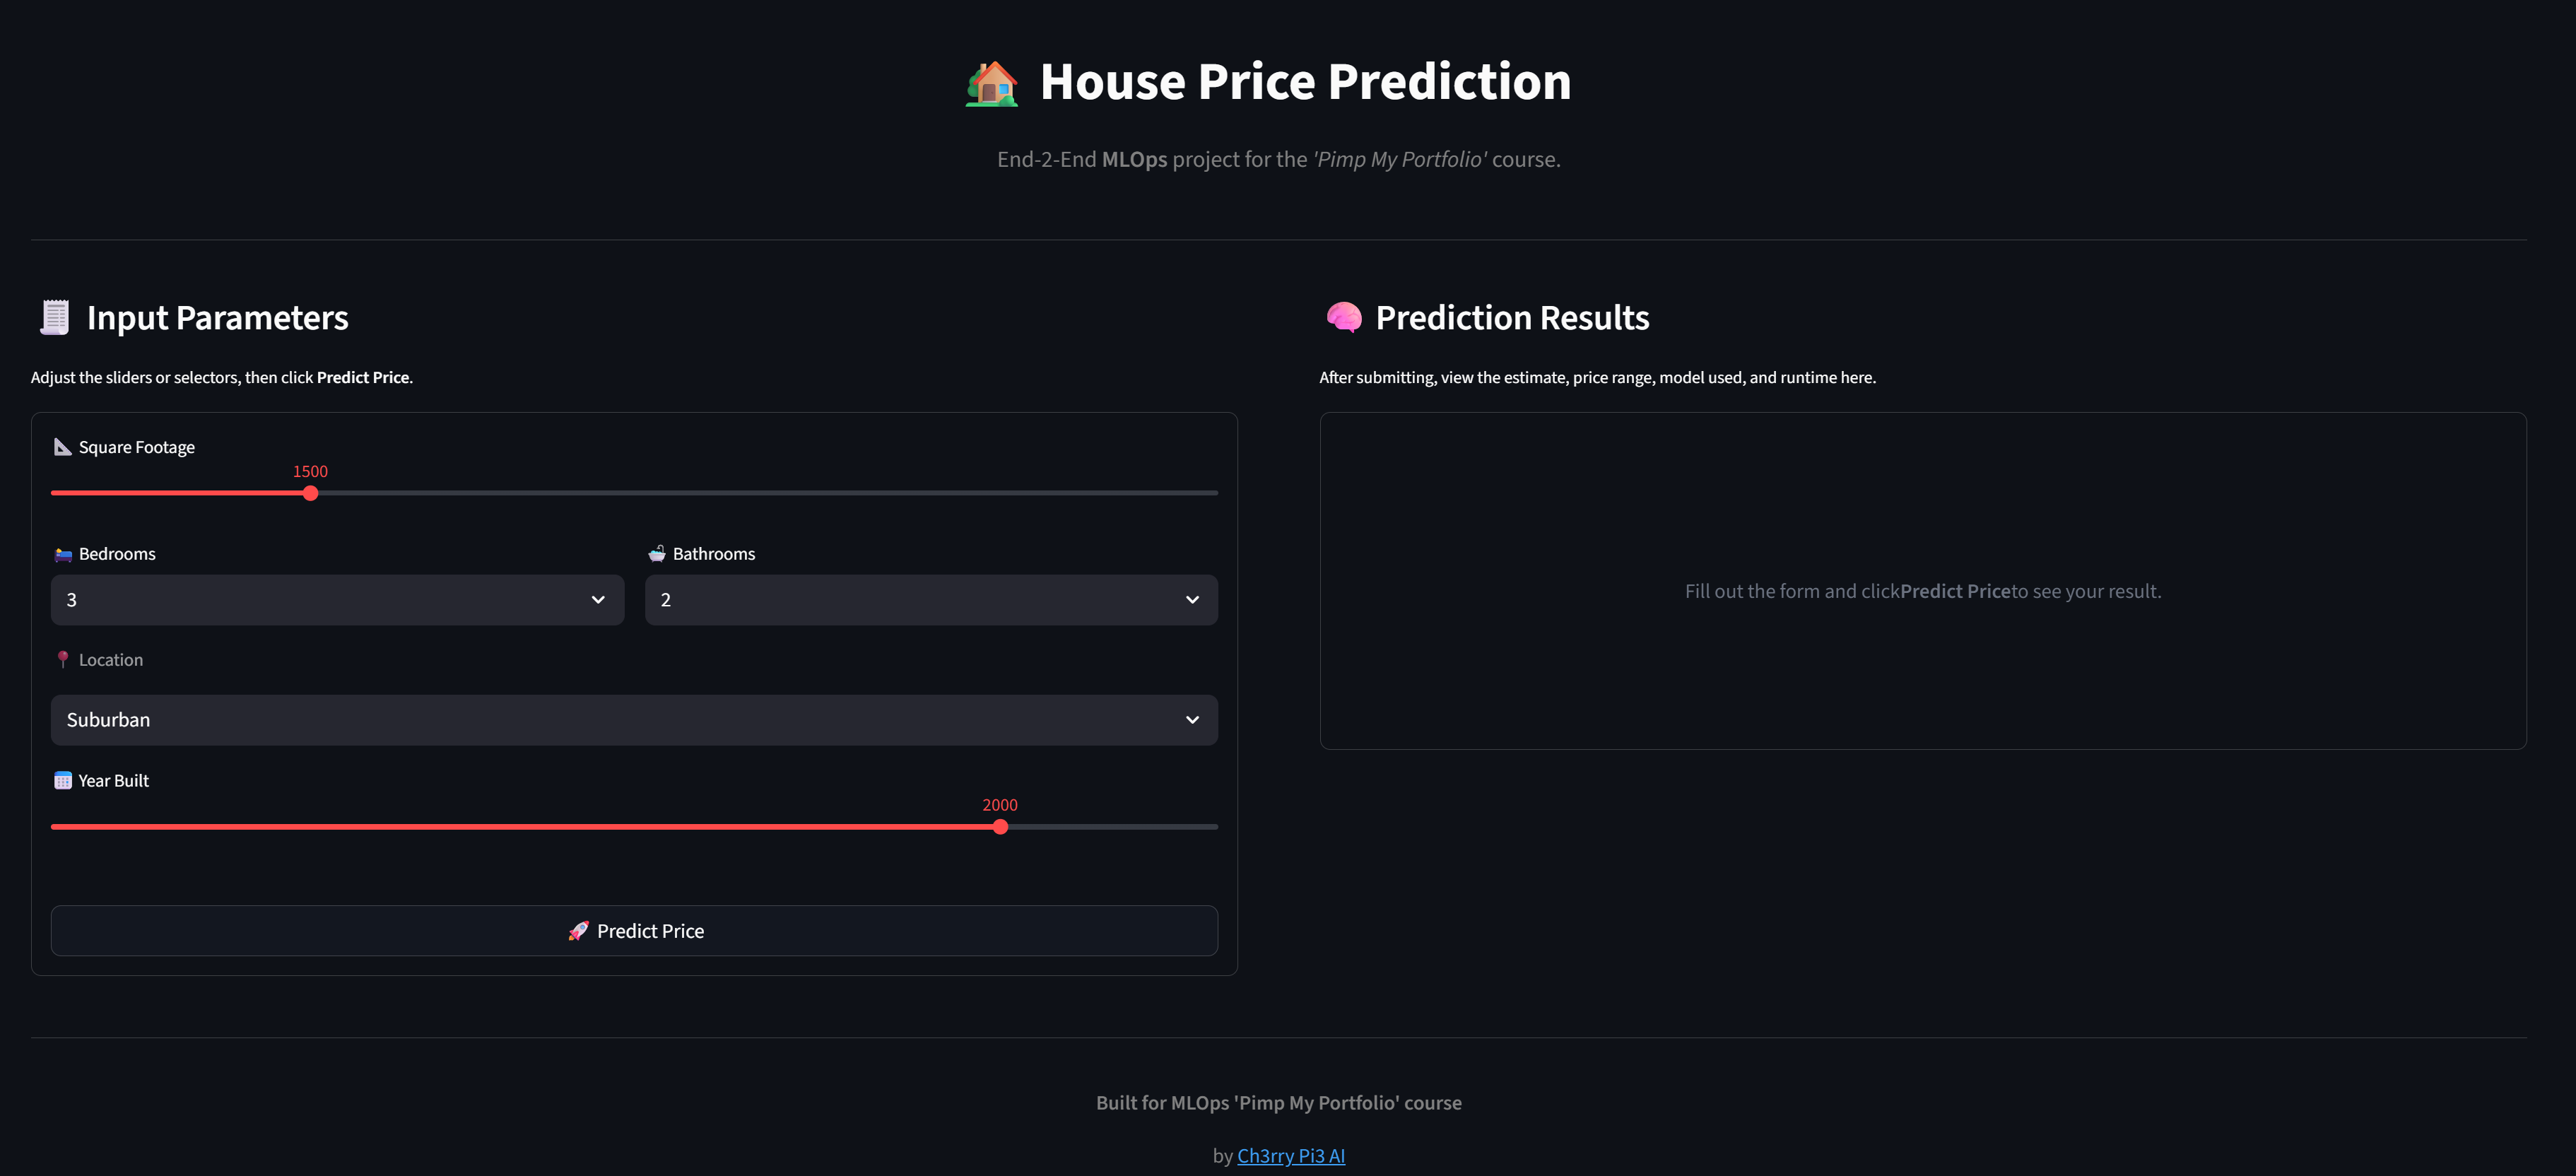 House Price Prediction
End-2-End MLOps project for the 'Pimp My Portfolio' course.
Input Parameters
Adjust the sliders or selectors, then click Predict Price.
Square Footage
1500
Bedrooms
3
Bathrooms
2
Location
Suburban
Year Built
2000
Predict Price
Prediction Results
After submitting, view the estimate, price range, model used, and runtime here.
Fill out the form and clickPredict Priceto see your result.
Built for MLOps 'Pimp My Portfolio' course
by Ch3rry Pi3 AI